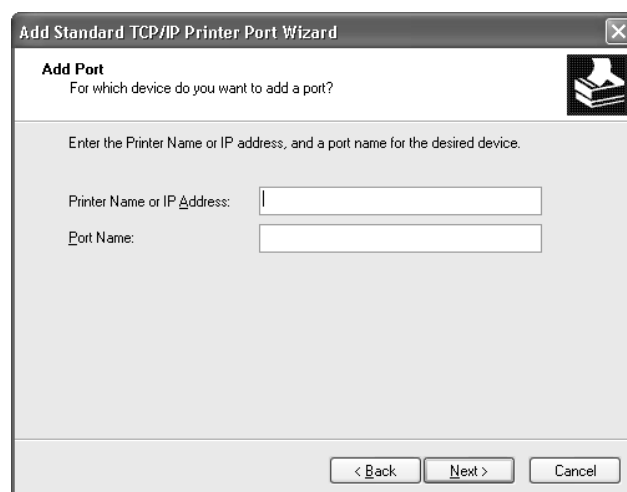 Add Standard TCP/IP Printer Port Wizard
Add Port
For which device do you want to add a port?
Enter the Printer Name or IP address, and a port name for the desired device.
Printer Name or IP Address:
Port Name:
< Back Next > Cancel